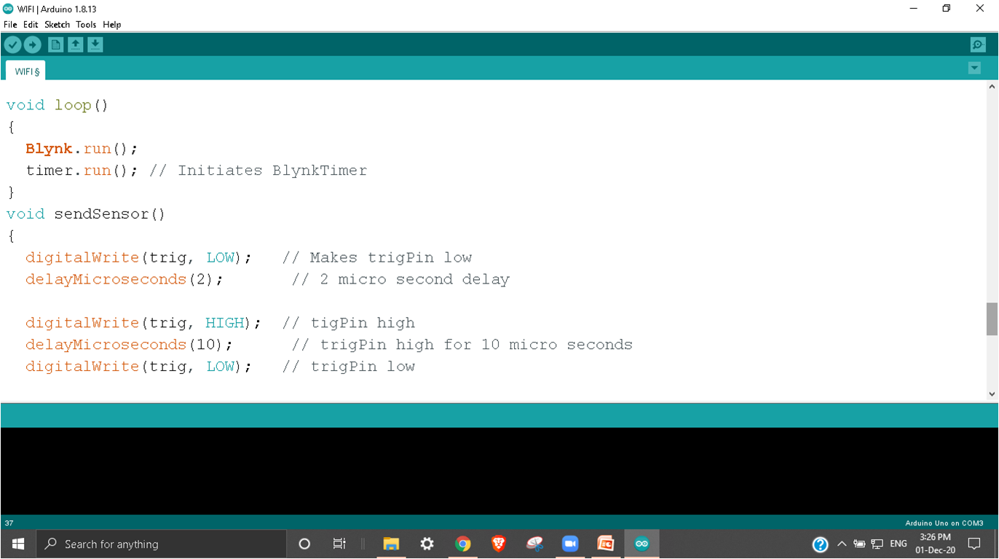 WIFI | Arduino 1.8.13
File Edit Sketch Tools Help
WIFI §
void loop()
{
  Blynk.run();
  timer.run(); // Initiates BlynkTimer
}
void sendSensor()
{
  digitalWrite(trig, LOW);   // Makes trigPin low
  delayMicroseconds(2);       // 2 micro second delay
  digitalWrite(trig, HIGH);  // tigPin high
  delayMicroseconds(10);      // trigPin high for 10 micro seconds
  digitalWrite(trig, LOW);   // trigPin low
37
Arduino Uno on COM3
Search for anything
ENG
3:26 PM
01-Dec-20